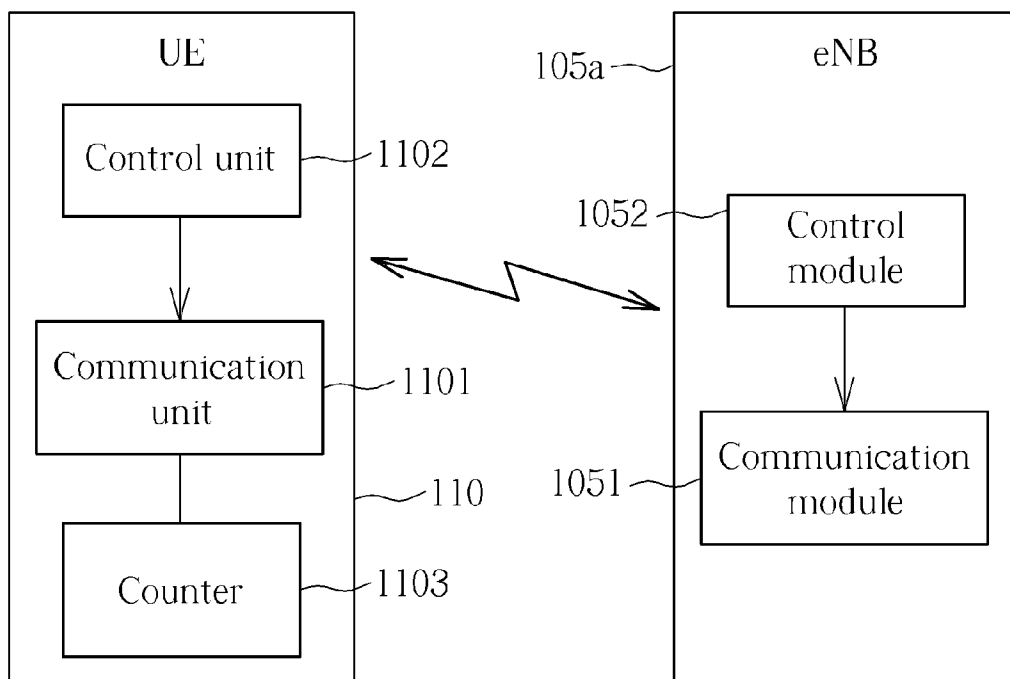 UE
Control unit
1102
Communication
unit
1101
110
Counter
1103
105a
eNB
1052
Control
module
1051
Communication
module